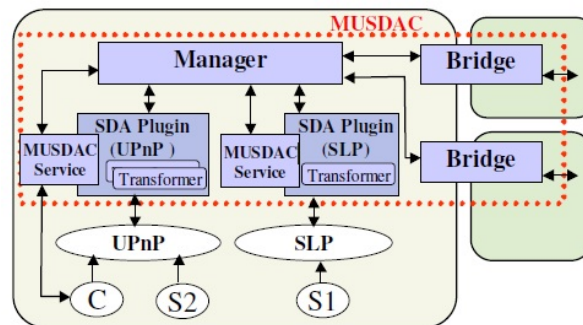 MUSDAC
Manager
Bridge
SDA Plugin
(UPnP )
MUSDAC
Service
Transformer
SDA Plugin
(SLP)
MUSDAC
Service
Transformer
Bridge
UPnP
SLP
C
S2
S1